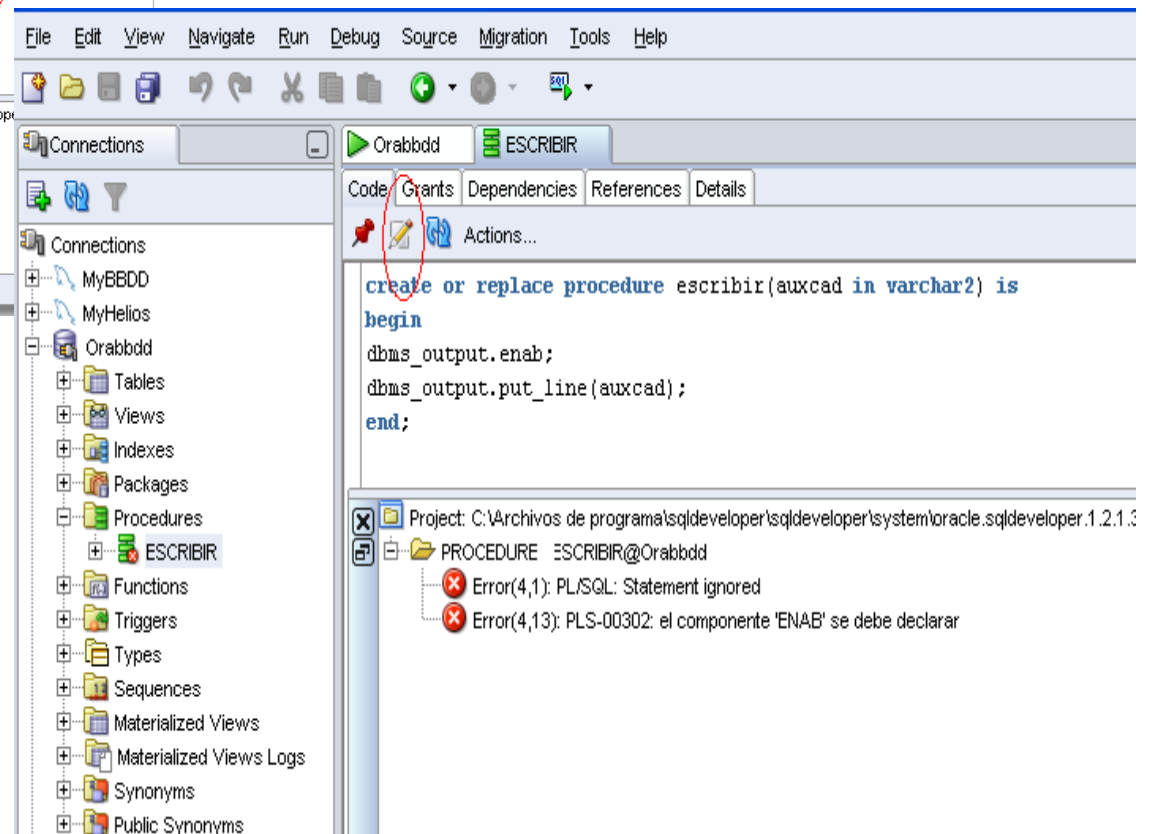 File Edit View Navigate Run Debug Source Migration Tools Help
SQL
Connections
Orabbdd ESCRIBIR
Code Grants Dependencies References Details
Actions...
Connections
MyBBDD
MyHelios
Orabbdd
Tables
Views
Indexes
Packages
Procedures
ESCRIBIR
Functions
Triggers
Types
Sequences
Materialized Views
Materialized Views Logs
Synonyms
Public Synonyms
create or replace procedure escribir(auxcad in varchar2) is
begin
dbms_output.enab;
dbms_output.put_line(auxcad);
end;
Project: C:\Archivos de programa\sqldeveloper\sqldeveloper\system\oracle.sqldeveloper.1.2.1.3
PROCEDURE ESCRIBIR@Orabbdd
Error(4,1): PL/SQL: Statement ignored
Error(4,13): PLS-00302: el componente 'ENAB' se debe declarar